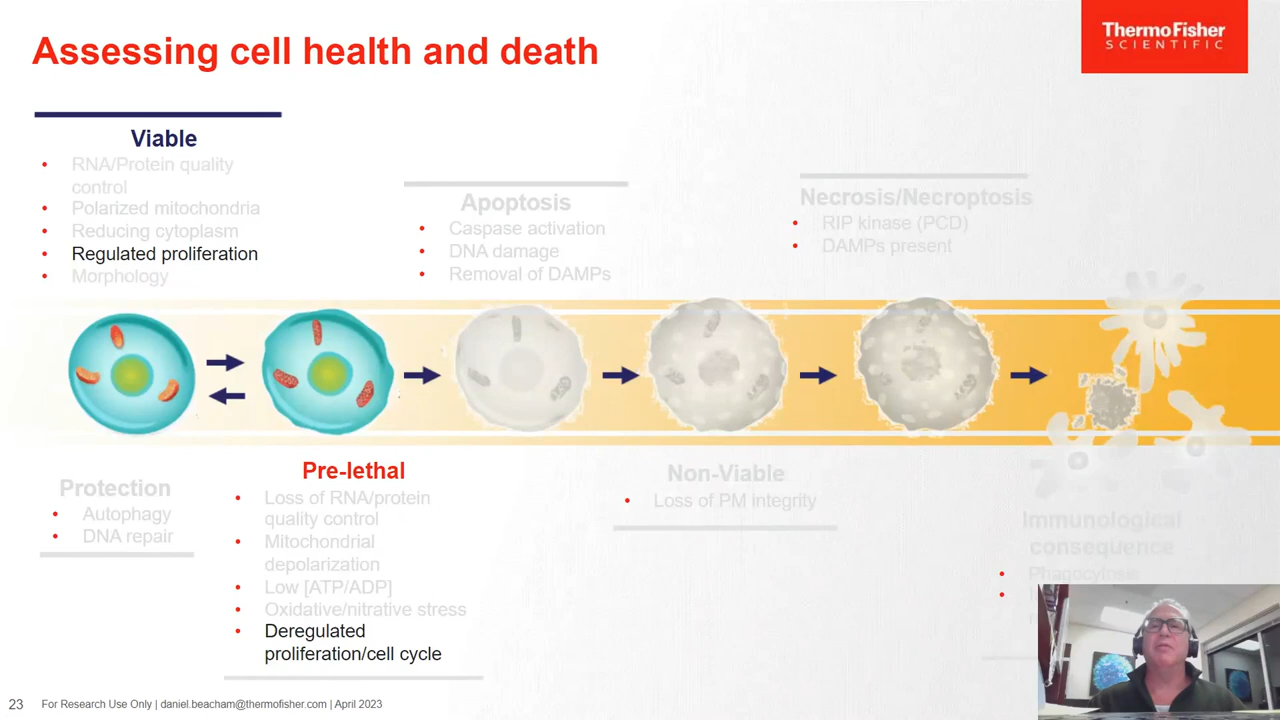 Assessing cell health and death
ThermoFisher
SCIENTIFIC
Viable
• RNA/Protein quality
control
• Polarized mitochondria
• Reducing cytoplasm
• Regulated proliferation
• Morphology
Apoptosis
• Caspase activation
• DNA damage
• Removal of DAMPs
Necrosis/Necroptosis
• RIP kinase (PCD)
• DAMPs present
Protection
• Autophagy
• DNA repair
Pre-lethal
• Loss of RNA/protein
quality control
• Mitochondrial
depolarization
• Low [ATP/ADP]
• Oxidative/nitrative stress
• Deregulated
proliferation/cell cycle
Non-Viable
• Loss of PM integrity
Immunological
consequence
• Phagocytosis
•
23 For Research Use Only | daniel.beacham@thermofisher.com | April 2023